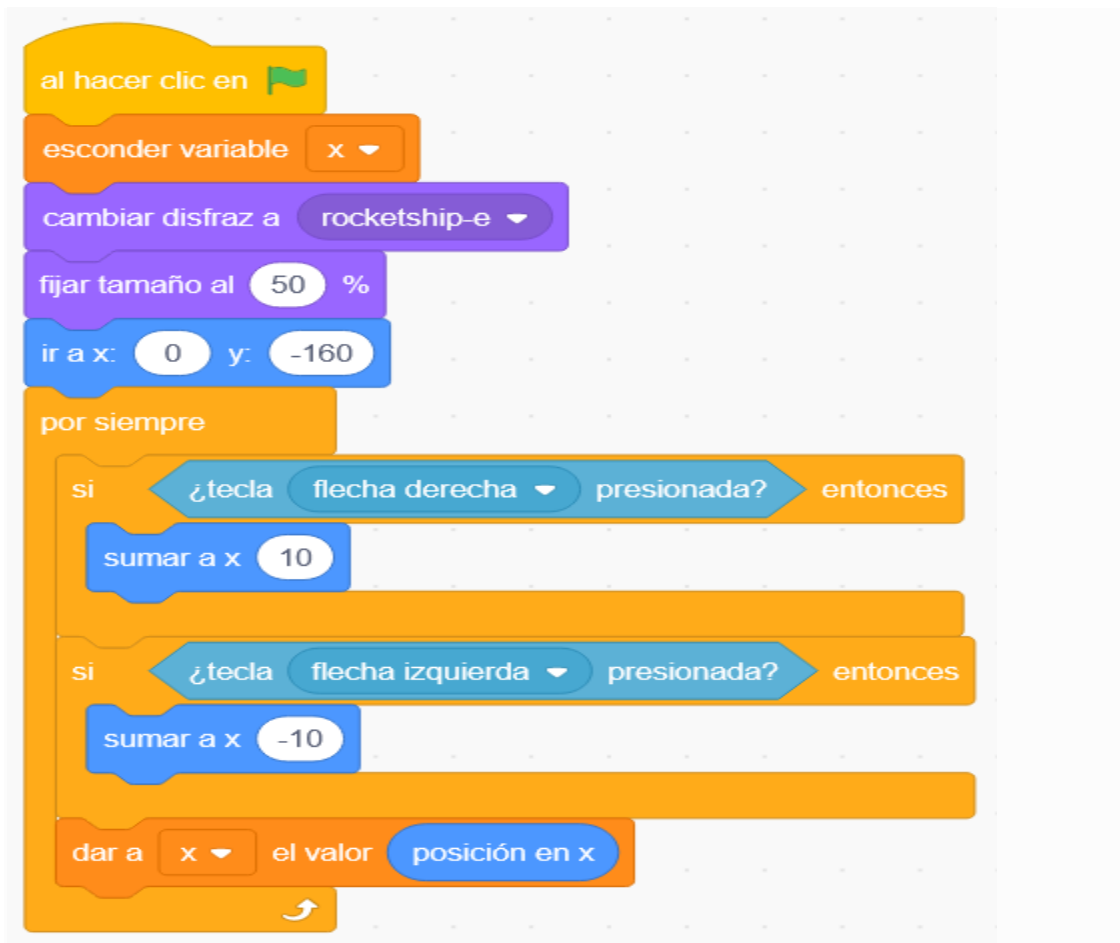 al hacer clic en
esconder variable x
cambiar disfraz a rocketship-e
fijar tamaño al 50 %
ir a x: 0 y: -160
por siempre
si ¿tecla flecha derecha presionada? entonces
sumar a x 10
si ¿tecla flecha izquierda presionada? entonces
sumar a x -10
dar a x el valor posición en x